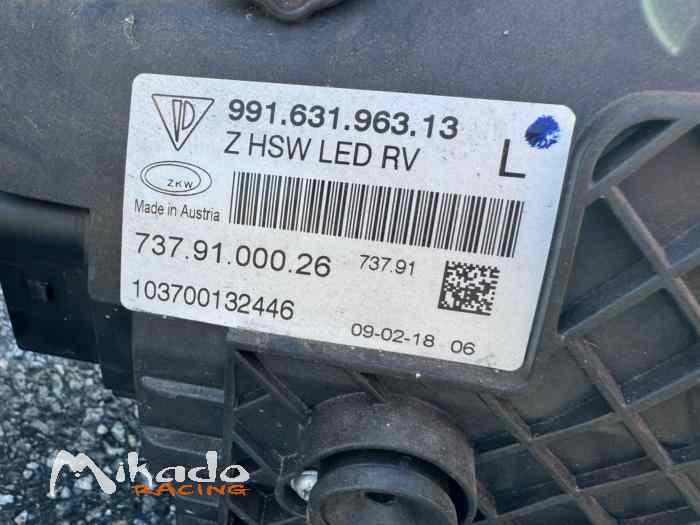 991.631.963.13
Z HSW LED RV
L
ZKW
Made in Austria
737.91.000.26
737.91
103700132446
09-02-18 06
Mikado
RACING